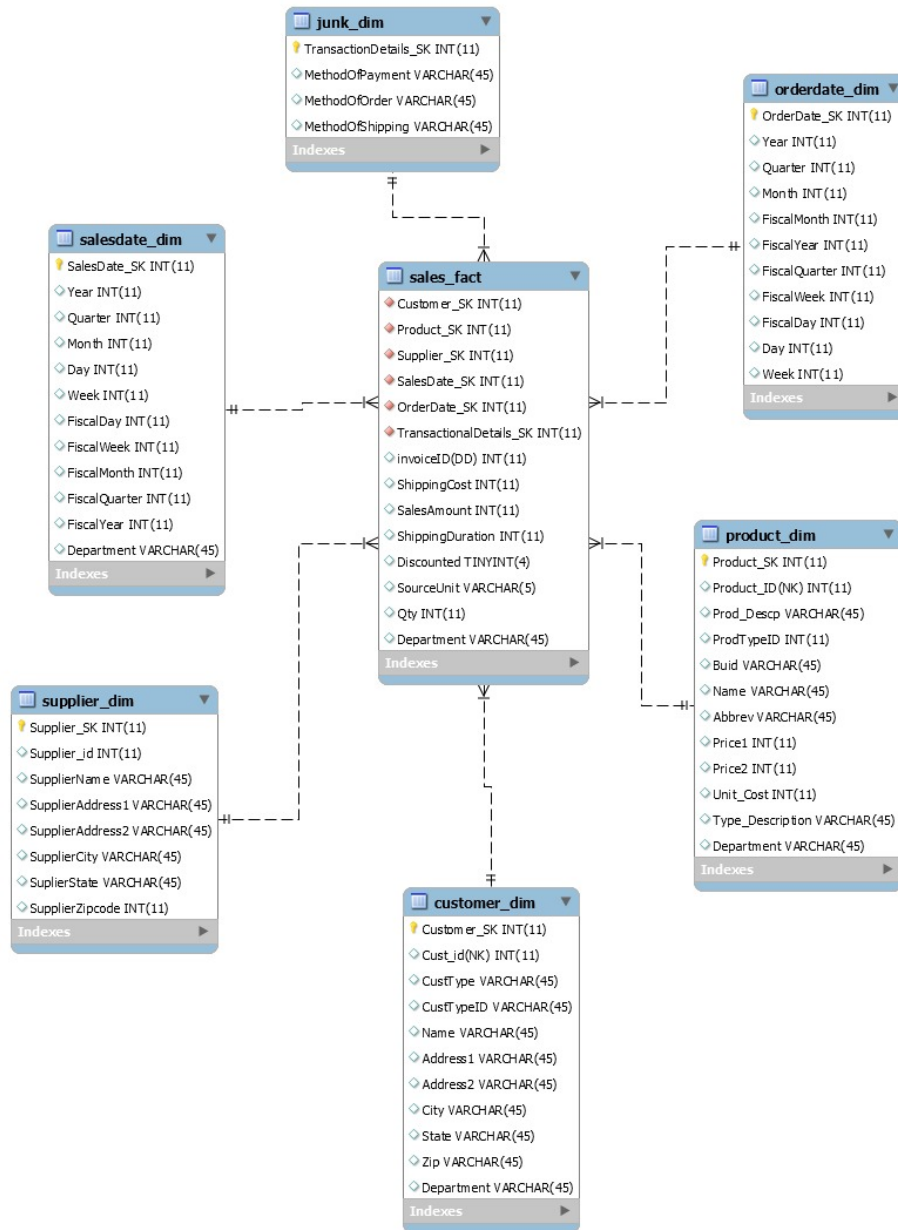 junk_dim
TransactionDetails_SK INT(11)
MethodOfPayment VARCHAR(45)
MethodOfOrder VARCHAR(45)
MethodOfShipping VARCHAR(45)
Indexes
orderdate_dim
OrderDate_SK INT(11)
Year INT(11)
Quarter INT(11)
Month INT(11)
FiscalMonth INT(11)
FiscalYear INT(11)
FiscalQuarter INT(11)
FiscalWeek INT(11)
FiscalDay INT(11)
Day INT(11)
Week INT(11)
Indexes
salesdate_dim
SalesDate_SK INT(11)
Year INT(11)
Quarter INT(11)
Month INT(11)
Day INT(11)
Week INT(11)
FiscalDay INT(11)
FiscalWeek INT(11)
FiscalMonth INT(11)
FiscalQuarter INT(11)
FiscalYear INT(11)
Department VARCHAR(45)
Indexes
sales_fact
Customer_SK INT(11)
Product_SK INT(11)
Supplier_SK INT(11)
SalesDate_SK INT(11)
OrderDate_SK INT(11)
TransactionalDetails_SK INT(11)
invoiceID(DD) INT(11)
ShippingCost INT(11)
SalesAmount INT(11)
ShippingDuration INT(11)
Discounted TINYINT(4)
SourceUnit VARCHAR(5)
Qty INT(11)
Department VARCHAR(45)
Indexes
product_dim
Product_SK INT(11)
Product_ID(NK) INT(11)
Prod_Descp VARCHAR(45)
ProdTypeID INT(11)
Buid VARCHAR(45)
Name VARCHAR(45)
Abbrev VARCHAR(45)
Price1 INT(11)
Price2 INT(11)
Unit_Cost INT(11)
Type_Description VARCHAR(45)
Department VARCHAR(45)
Indexes
supplier_dim
Supplier_SK INT(11)
Supplier_id INT(11)
SupplierName VARCHAR(45)
SupplierAddress1 VARCHAR(45)
SupplierAddress2 VARCHAR(45)
SupplierCity VARCHAR(45)
SuplierState VARCHAR(45)
SupplierZipcode INT(11)
Indexes
customer_dim
Customer_SK INT(11)
Cust_id(NK) INT(11)
CustType VARCHAR(45)
CustTypeID VARCHAR(45)
Name VARCHAR(45)
Address1 VARCHAR(45)
Address2 VARCHAR(45)
City VARCHAR(45)
State VARCHAR(45)
Zip VARCHAR(45)
Department VARCHAR(45)
Indexes